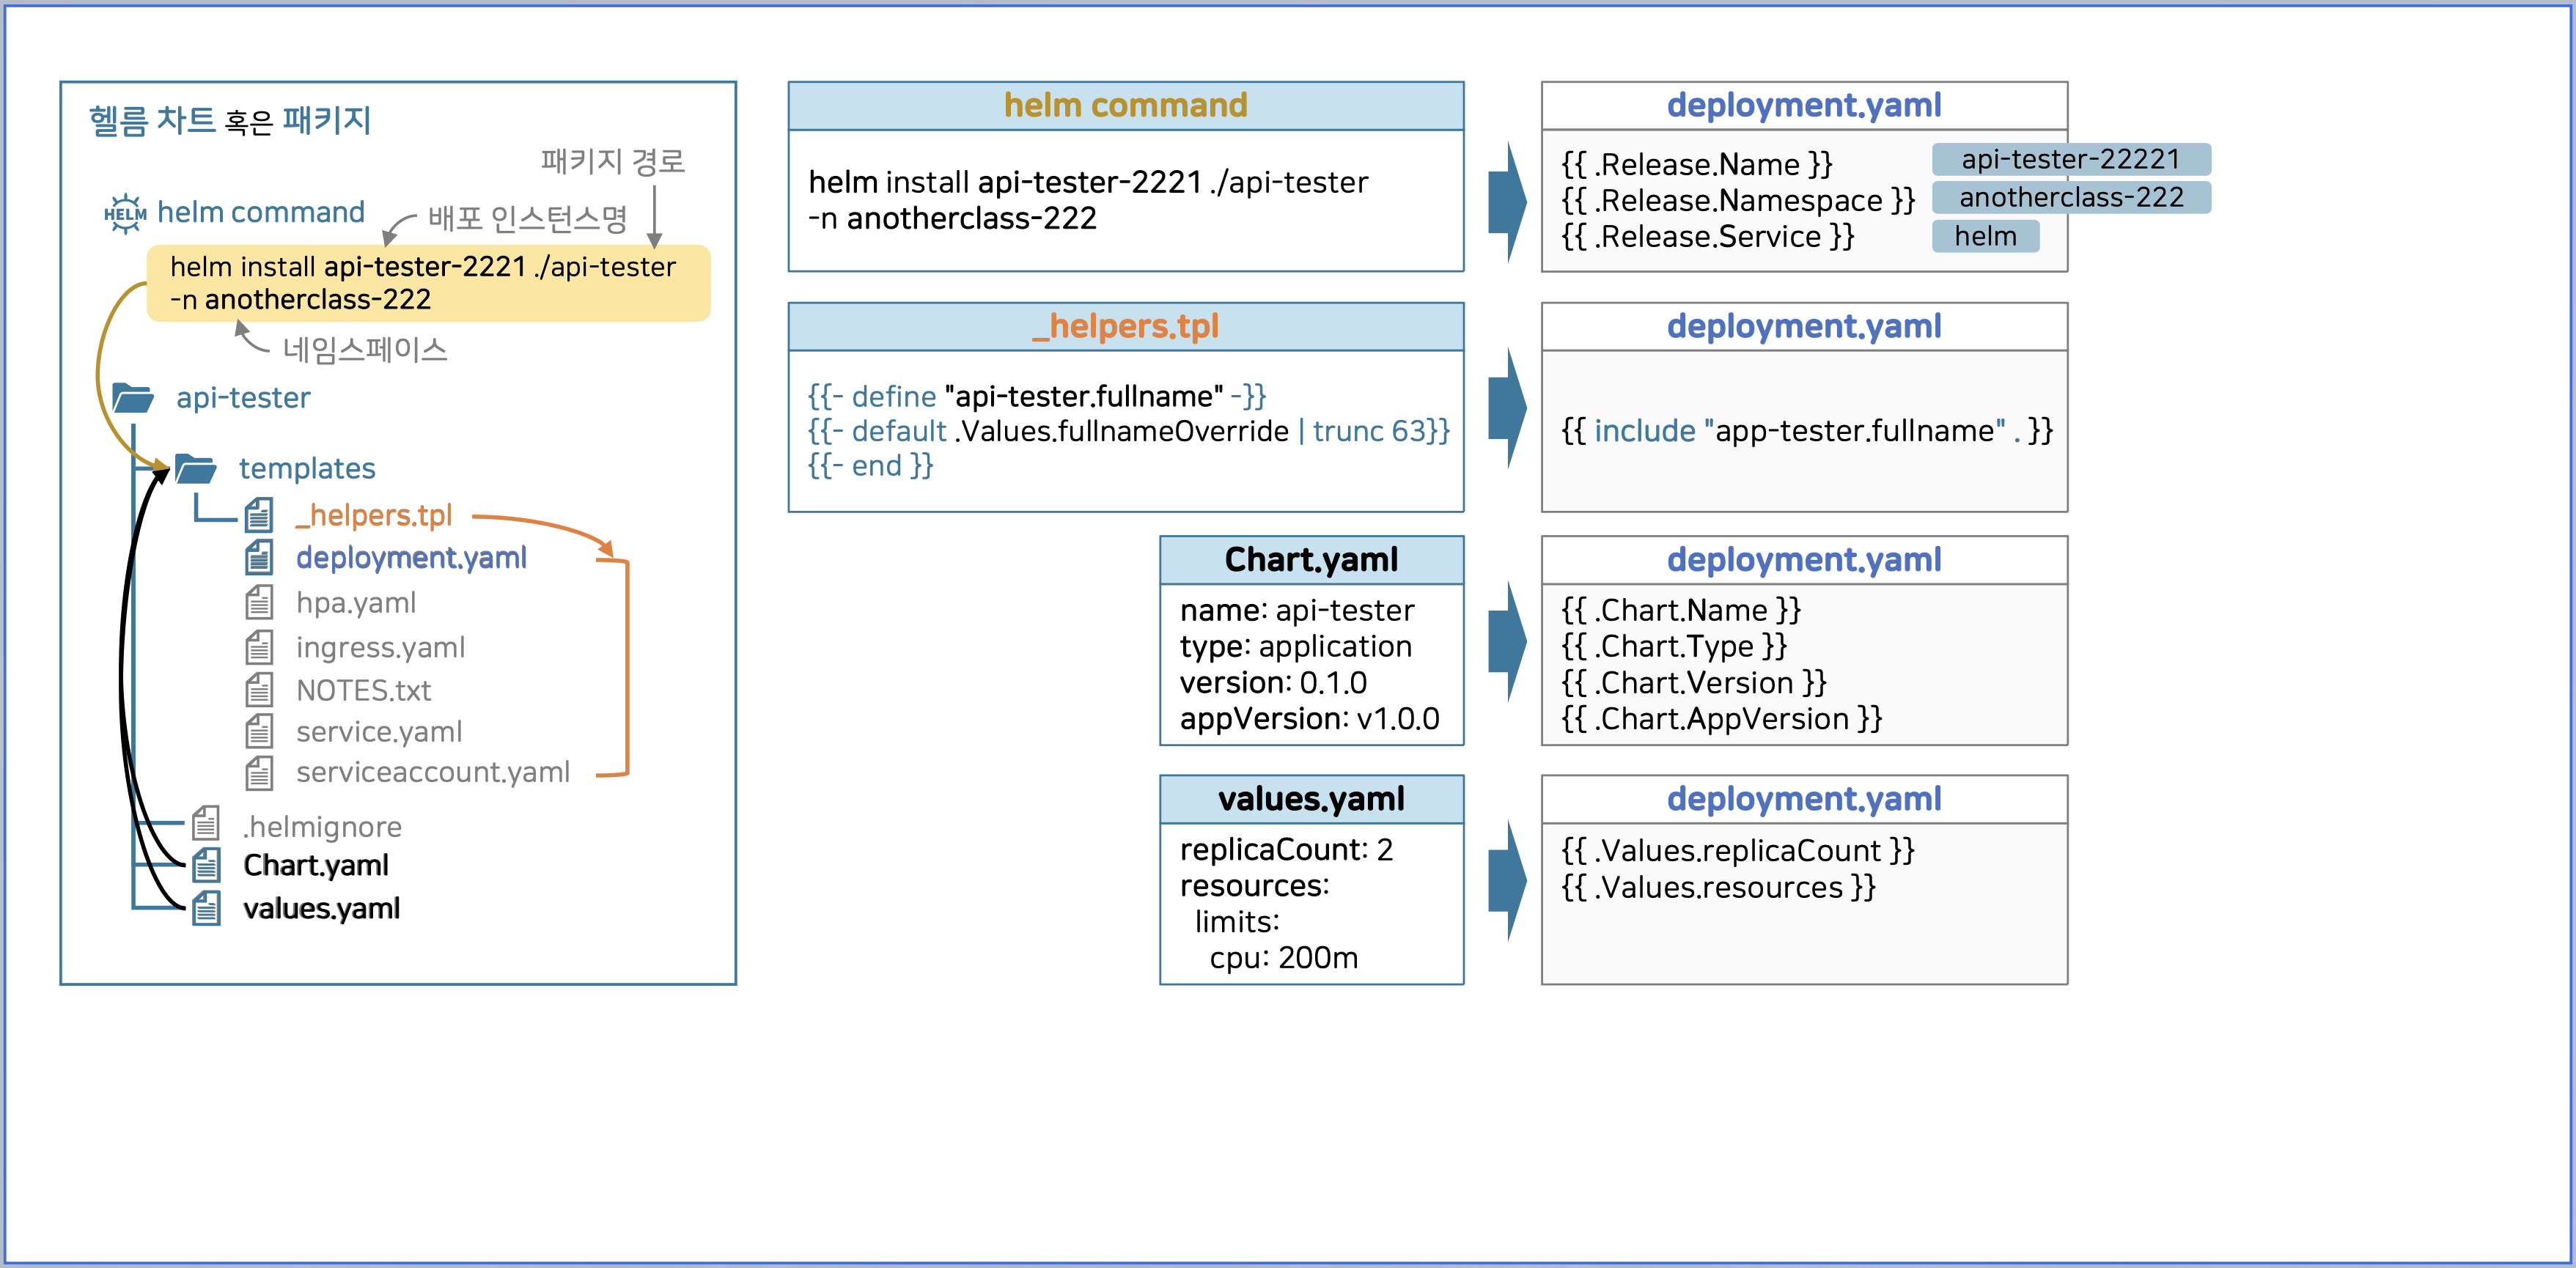 헬름 차트 혹은 패키지
패키지 경로
HELM helm command
배포 인스턴스명
helm install api-tester-2221 ./api-tester
-n anotherclass-222
네임스페이스
api-tester
templates
_helpers.tpl
deployment.yaml
hpa.yaml
ingress.yaml
NOTES.txt
service.yaml
serviceaccount.yaml
.helmignore
Chart.yaml
values.yaml
helm command
helm install api-tester-2221 ./api-tester
-n anotherclass-222
deployment.yaml
{{ .Release.Name }} api-tester-22221
{{ .Release.Namespace }} anotherclass-222
{{ .Release.Service }} helm
_helpers.tpl
{{- define "api-tester.fullname" -}}
{{- default .Values.fullnameOverride | trunc 63}}
{{- end }}
deployment.yaml
{{ include "app-tester.fullname" . }}
Chart.yaml
name: api-tester
type: application
version: 0.1.0
appVersion: v1.0.0
deployment.yaml
{{ .Chart.Name }}
{{ .Chart.Type }}
{{ .Chart.Version }}
{{ .Chart.AppVersion }}
values.yaml
replicaCount: 2
resources:
limits:
cpu: 200m
deployment.yaml
{{ .Values.replicaCount }}
{{ .Values.resources }}